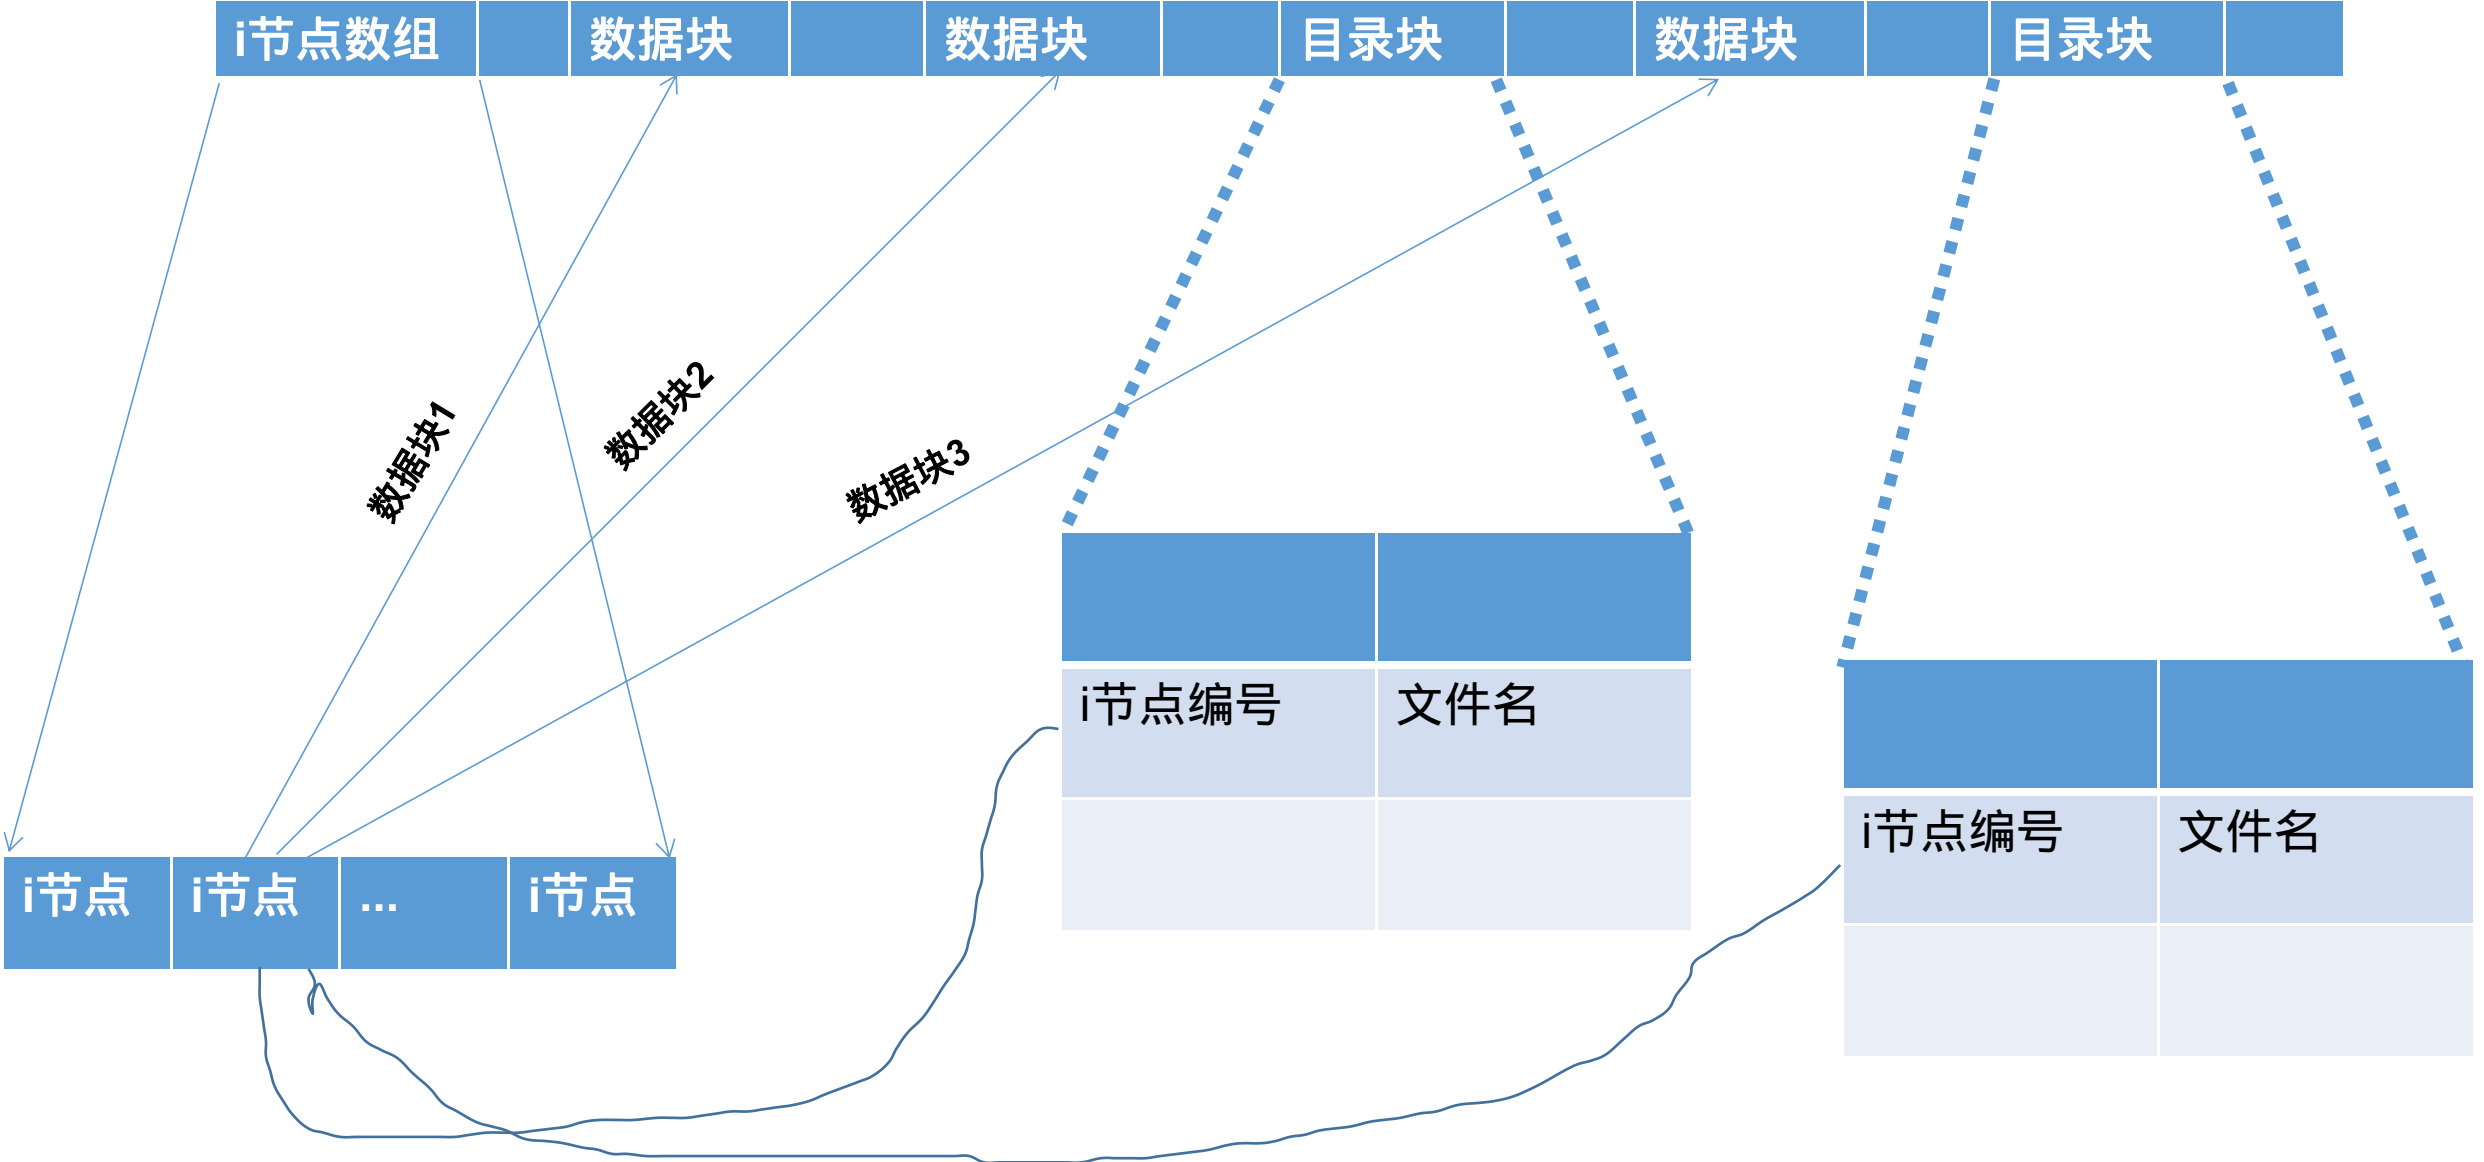 i节点数组 数据块 数据块 目录块 数据块 目录块
数据块1
数据块2
数据块3
i节点编号 文件名
i节点编号 文件名
i节点 i节点 ... i节点